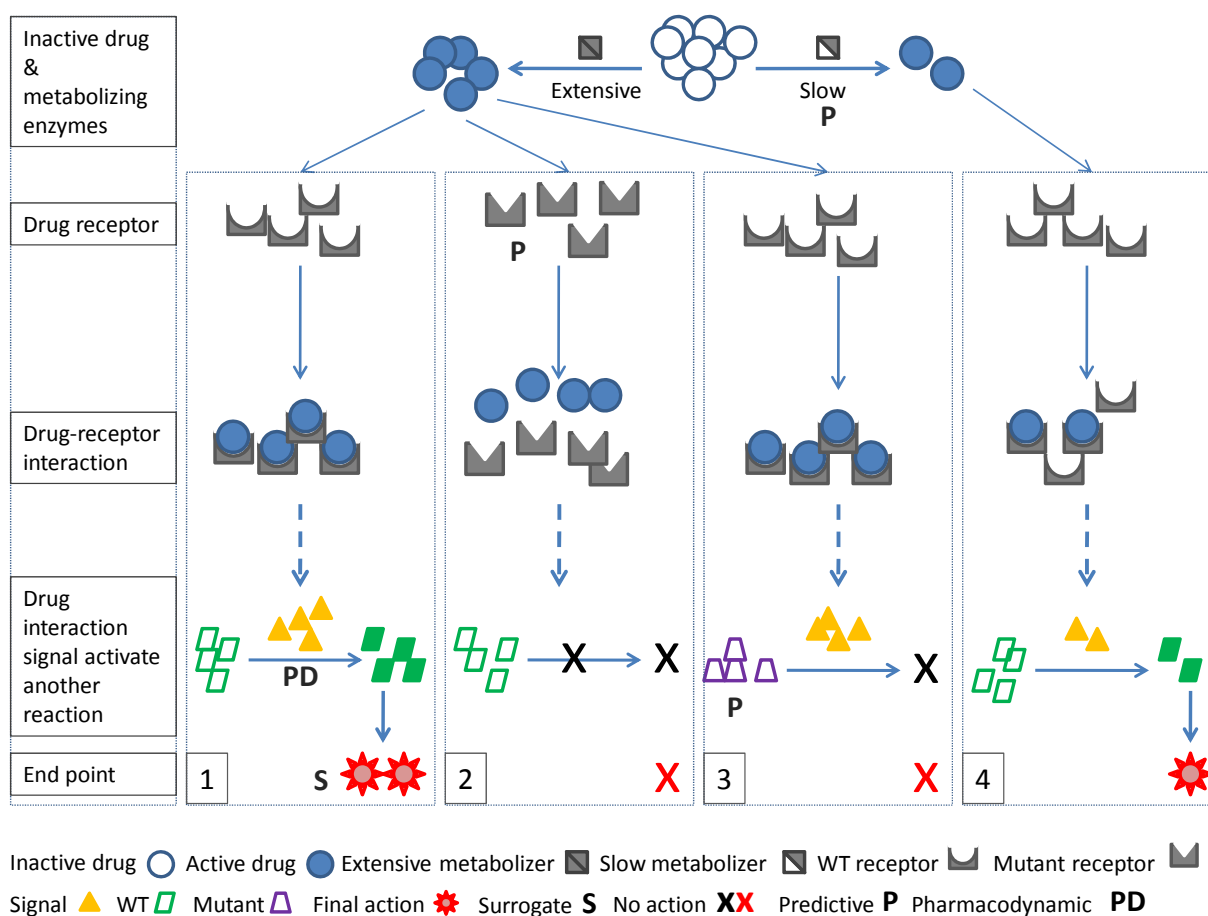 Inactive drug
&
metabolizing
enzymes
Extensive
Slow
P
Drug receptor
P
Drug-receptor
interaction
Drug
interaction
signal activate
another
reaction
PD
X
X
P
X
End point
1
S
2
X
3
X
4
Inactive drug Active drug Extensive metabolizer Slow metabolizer WT receptor Mutant receptor
Signal WT Mutant Final action Surrogate S No action XX Predictive P Pharmacodynamic PD